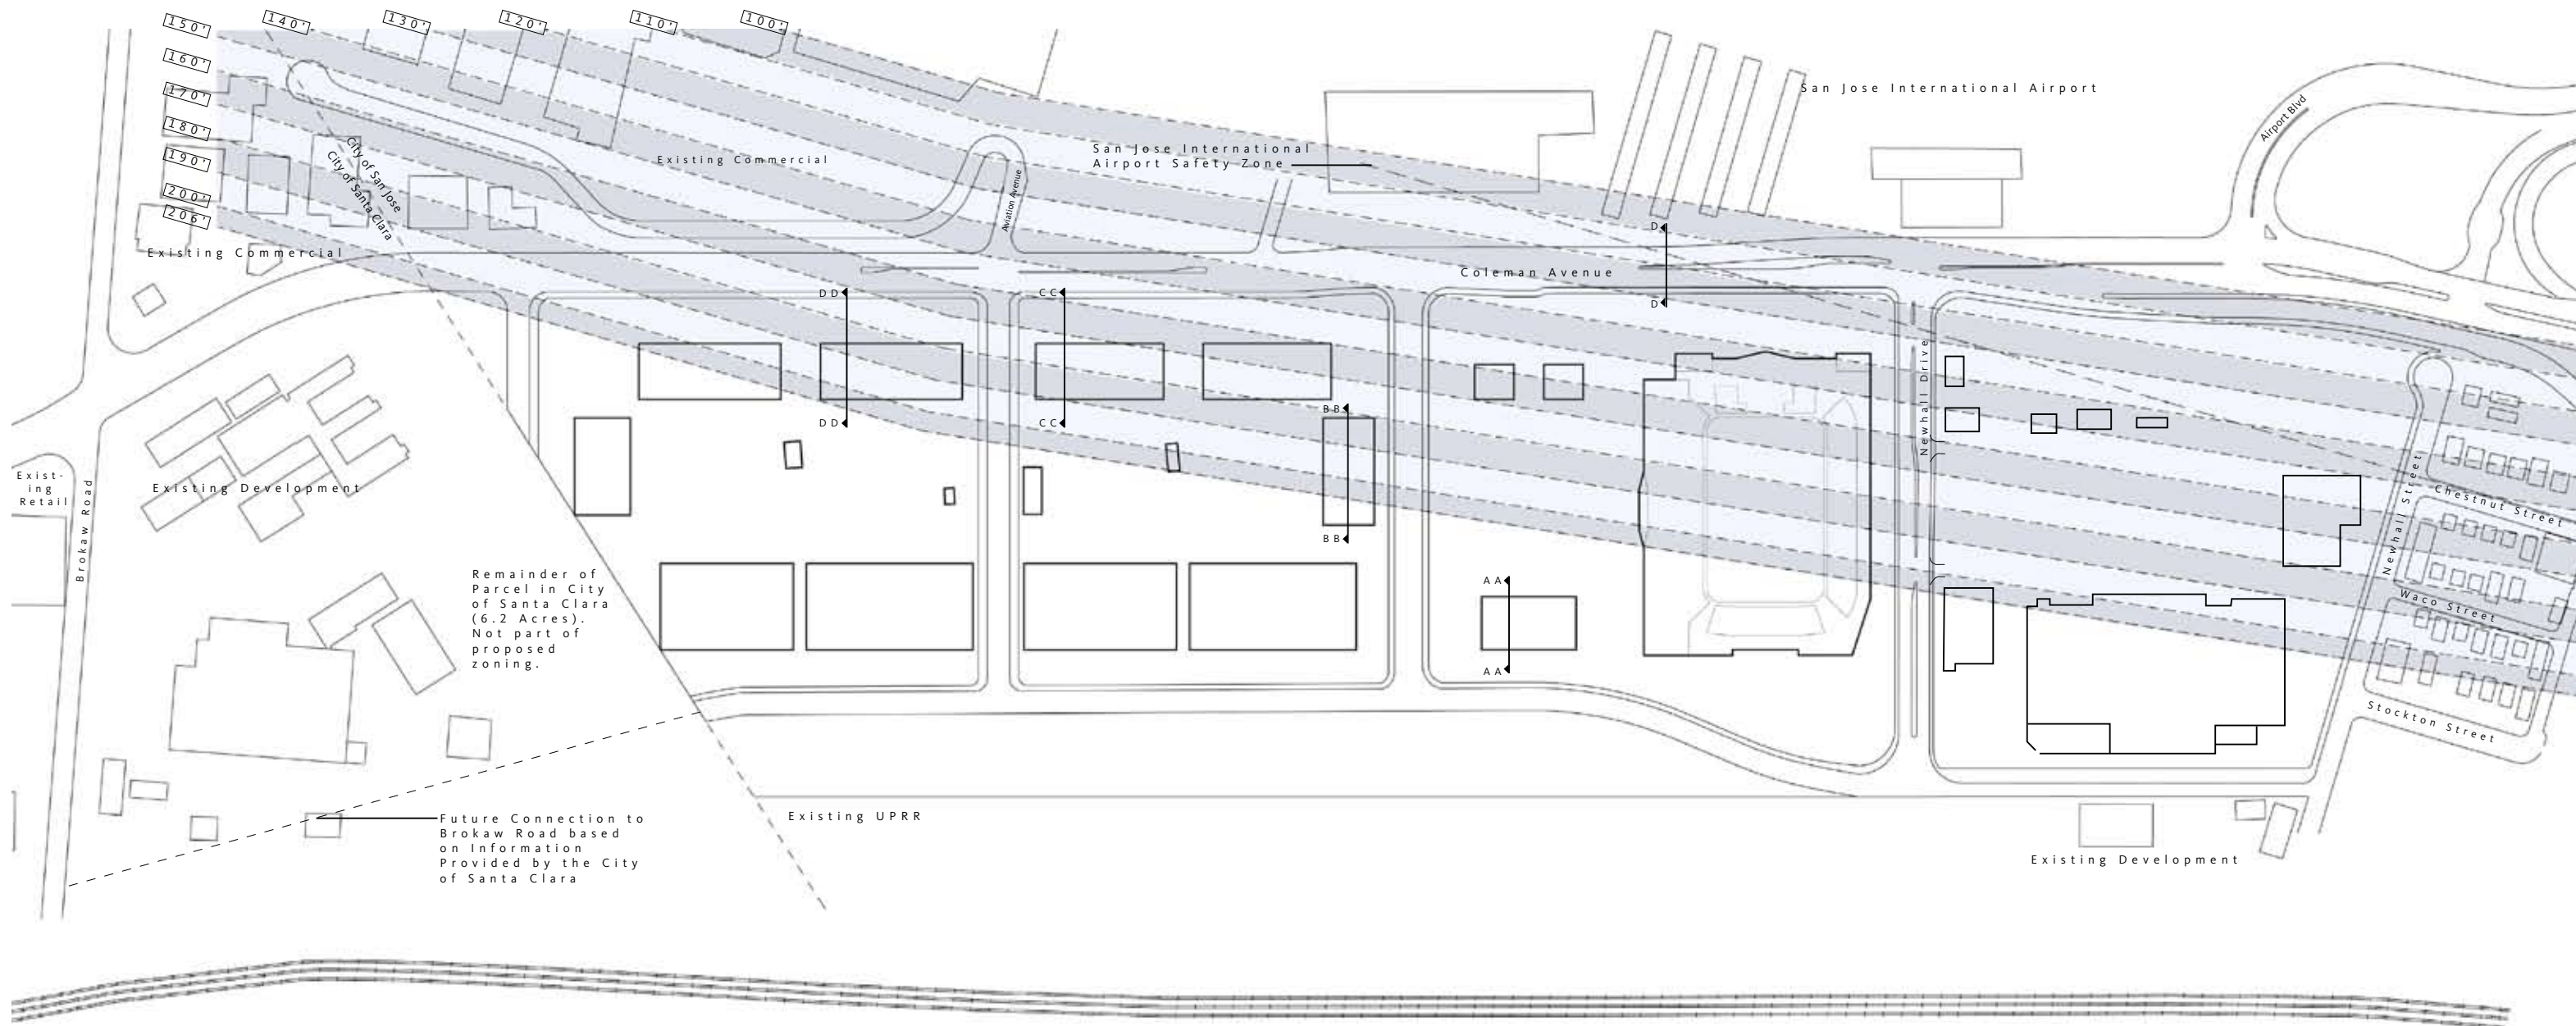 150'
140'
130'
120'
110'
100'
160'
170'
180'
190'
200'
206'
City of San Jose
City of Santa Clara
Existing Commercial
Existing Commercial
Aviation Avenue
San Jose International
Airport Safety Zone
San Jose International Airport
Airport Blvd
Coleman Avenue
D
D
DD
DD
CC
CC
BB
BB
AA
AA
Newhall Drive
Newhall Street
Chestnut Street
Waco Street
Stockton Street
Exist-
ing
Retail
Brokaw Road
Existing Development
Remainder of
Parcel in City
of Santa Clara
(6.2 Acres).
Not part of
proposed
zoning.
Future Connection to
Brokaw Road based
on Information
Provided by the City
of Santa Clara
Existing UPRR
Existing Development